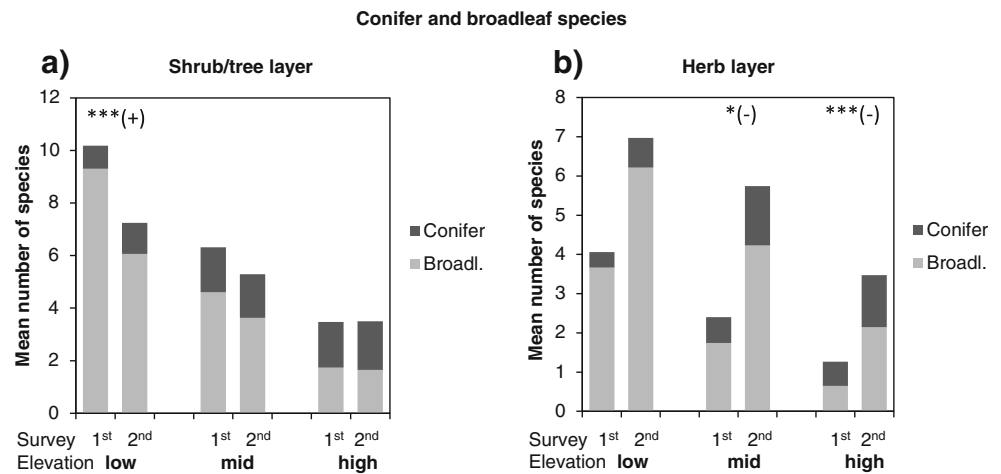 Conifer and broadleaf species
a)
Shrub/tree layer
Mean number of species
12
10
8
6
4
2
0
***(+)
Conifer
Broadl.
Survey 1st 2nd 1st 2nd 1st 2nd
Elevation low mid high
b)
Herb layer
Mean number of species
8
7
6
5
4
3
2
1
0
*(-)
***(-)
Conifer
Broadl.
Survey 1st 2nd 1st 2nd 1st 2nd
Elevation low mid high